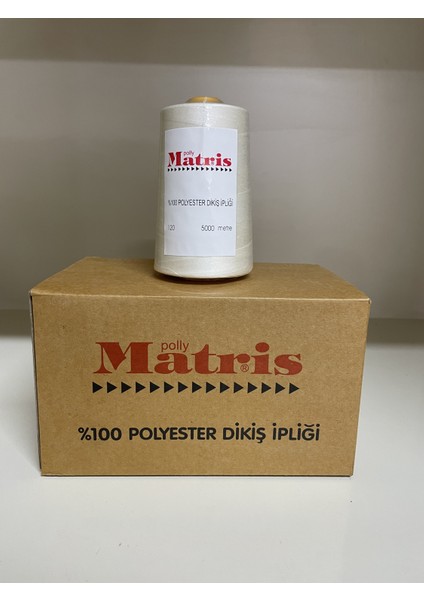 polly
Matris
%100 POLYESTER DİKİŞ İPLİĞİ
120 5000 metre
polly
Matris®
%100 POLYESTER DİKİŞ İPLİĞİ